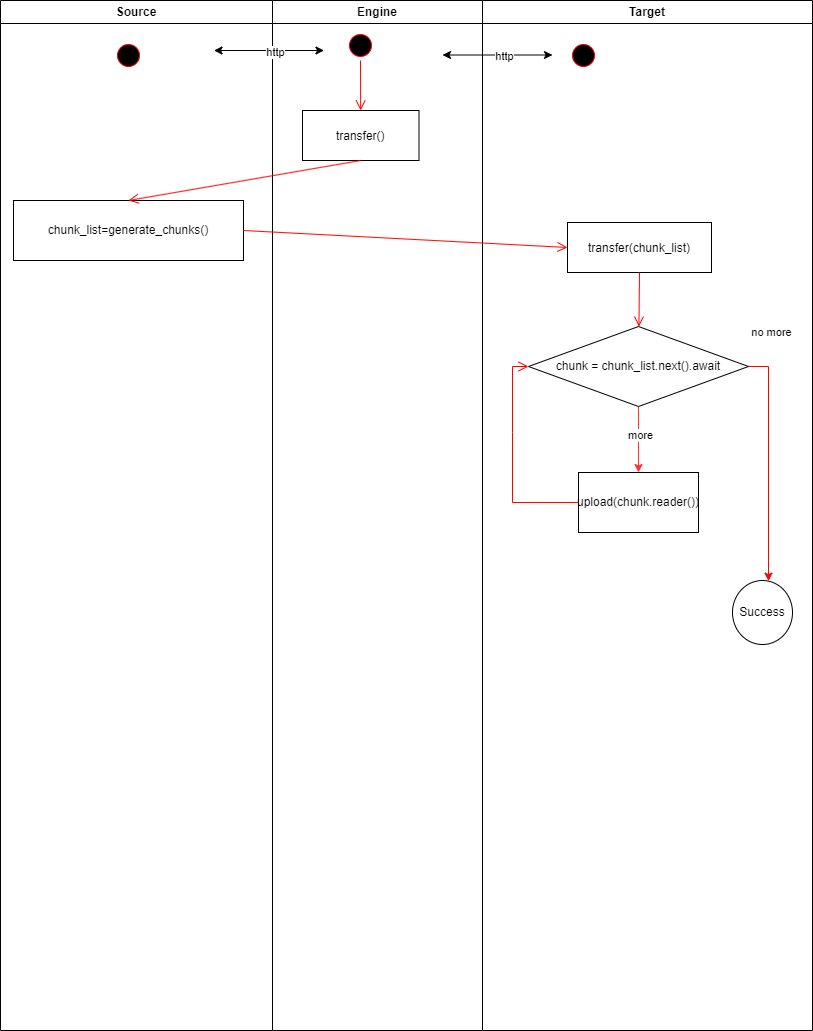 Source
Engine
Target
http
http
transfer()
chunk_list=generate_chunks()
transfer(chunk_list)
no more
chunk = chunk_list.next().await
more
upload(chunk.reader())
Success